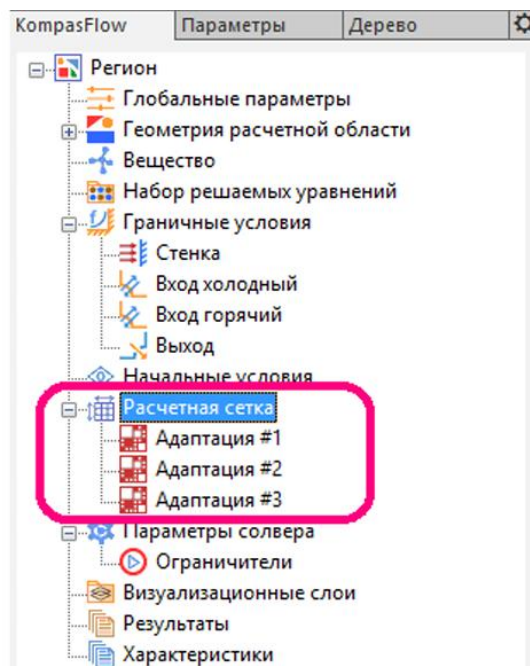 KompasFlow Параметры Дерево
Регион
Глобальные параметры
Геометрия расчетной области
Вещество
Набор решаемых уравнений
Граничные условия
Стенка
Вход холодный
Вход горячий
Выход
Начальные условия
Расчетная сетка
Адаптация #1
Адаптация #2
Адаптация #3
Параметры солвера
Ограничители
Визуализационные слои
Результаты
Характеристики